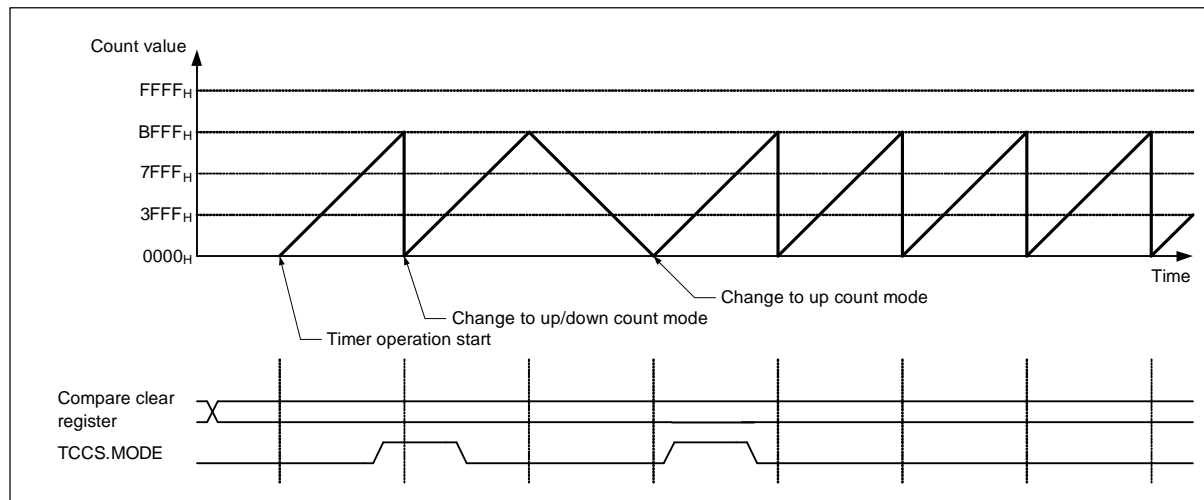 Count value
FFFFH
BFFFH
7FFFH
3FFFH
0000H
Time
Change to up count mode
Change to up/down count mode
Timer operation start
Compare clear
register
TCCS.MODE